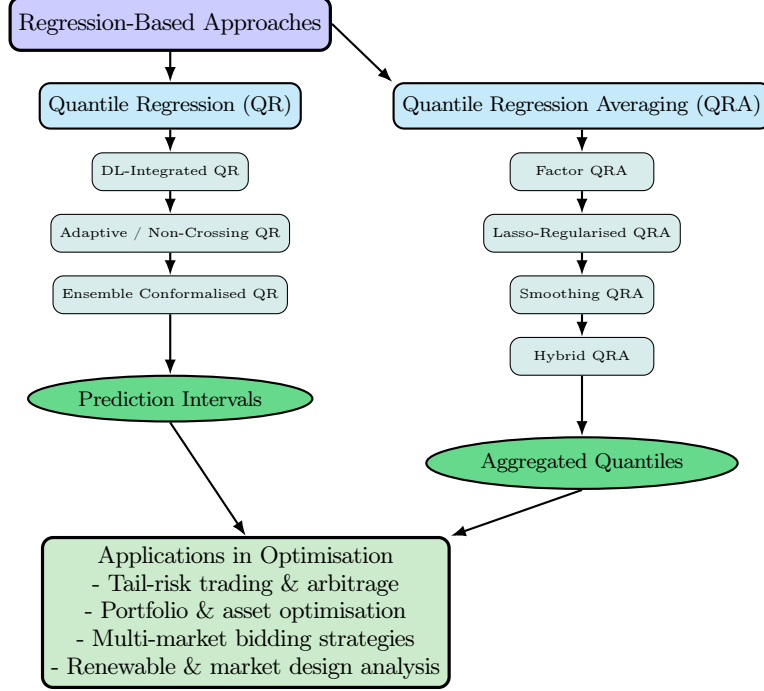 Regression-Based Approaches
Quantile Regression (QR)
Quantile Regression Averaging (QRA)
DL-Integrated QR
Factor QRA
Adaptive / Non-Crossing QR
Lasso-Regularised QRA
Ensemble Conformalised QR
Smoothing QRA
Hybrid QRA
Prediction Intervals
Aggregated Quantiles
Applications in Optimisation
- Tail-risk trading & arbitrage
- Portfolio & asset optimisation
- Multi-market bidding strategies
- Renewable & market design analysis